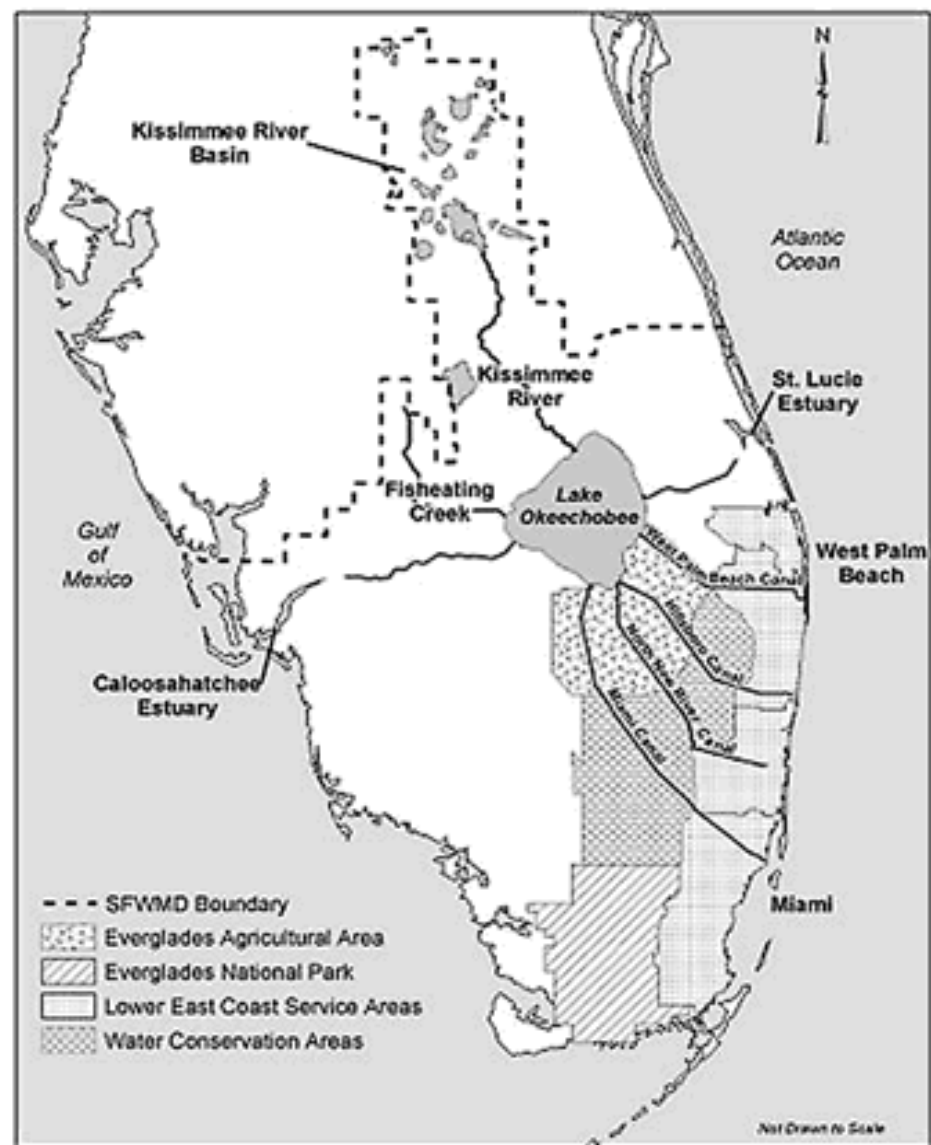 N
Kissimmee River
Basin
Atlantic
Ocean
Kissimmee
River
St. Lucie
Estuary
Fisheating
Creek
Lake
Okeechobee
Gulf
of
Mexico
West Palm
Beach Canal
West Palm
Beach
Hillsboro Canal
North New River Canal
Miami Canal
Caloosahatchee
Estuary
Miami
SFWMD Boundary
Everglades Agricultural Area
Everglades National Park
Lower East Coast Service Areas
Water Conservation Areas
Not Drawn to Scale